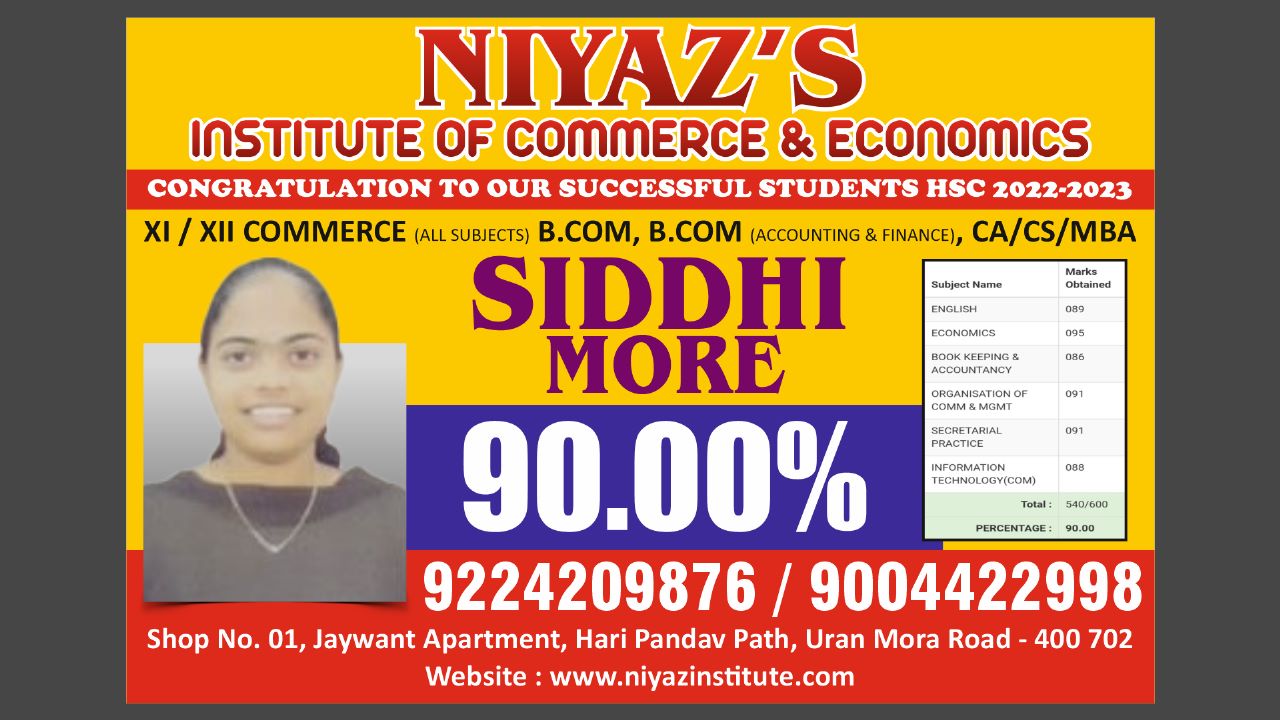 NIYAZ'S
INSTITUTE OF COMMERCE & ECONOMICS
CONGRATULATION TO OUR SUCCESSFUL STUDENTS HSC 2022-2023
XI / XII COMMERCE (ALL SUBJECTS) B.COM, B.COM (ACCOUNTING & FINANCE), CA/CS/MBA
SIDDHI
MORE
90.00%
Subject Name Marks Obtained
ENGLISH 089
ECONOMICS 095
BOOK KEEPING & ACCOUNTANCY 086
ORGANISATION OF COMM & MGMT 091
SECRETARIAL PRACTICE 091
INFORMATION TECHNOLOGY(COM) 088
Total : 540/600
PERCENTAGE : 90.00
9224209876 / 9004422998
Shop No. 01, Jaywant Apartment, Hari Pandav Path, Uran Mora Road - 400 702
Website : www.niyazinstitute.com